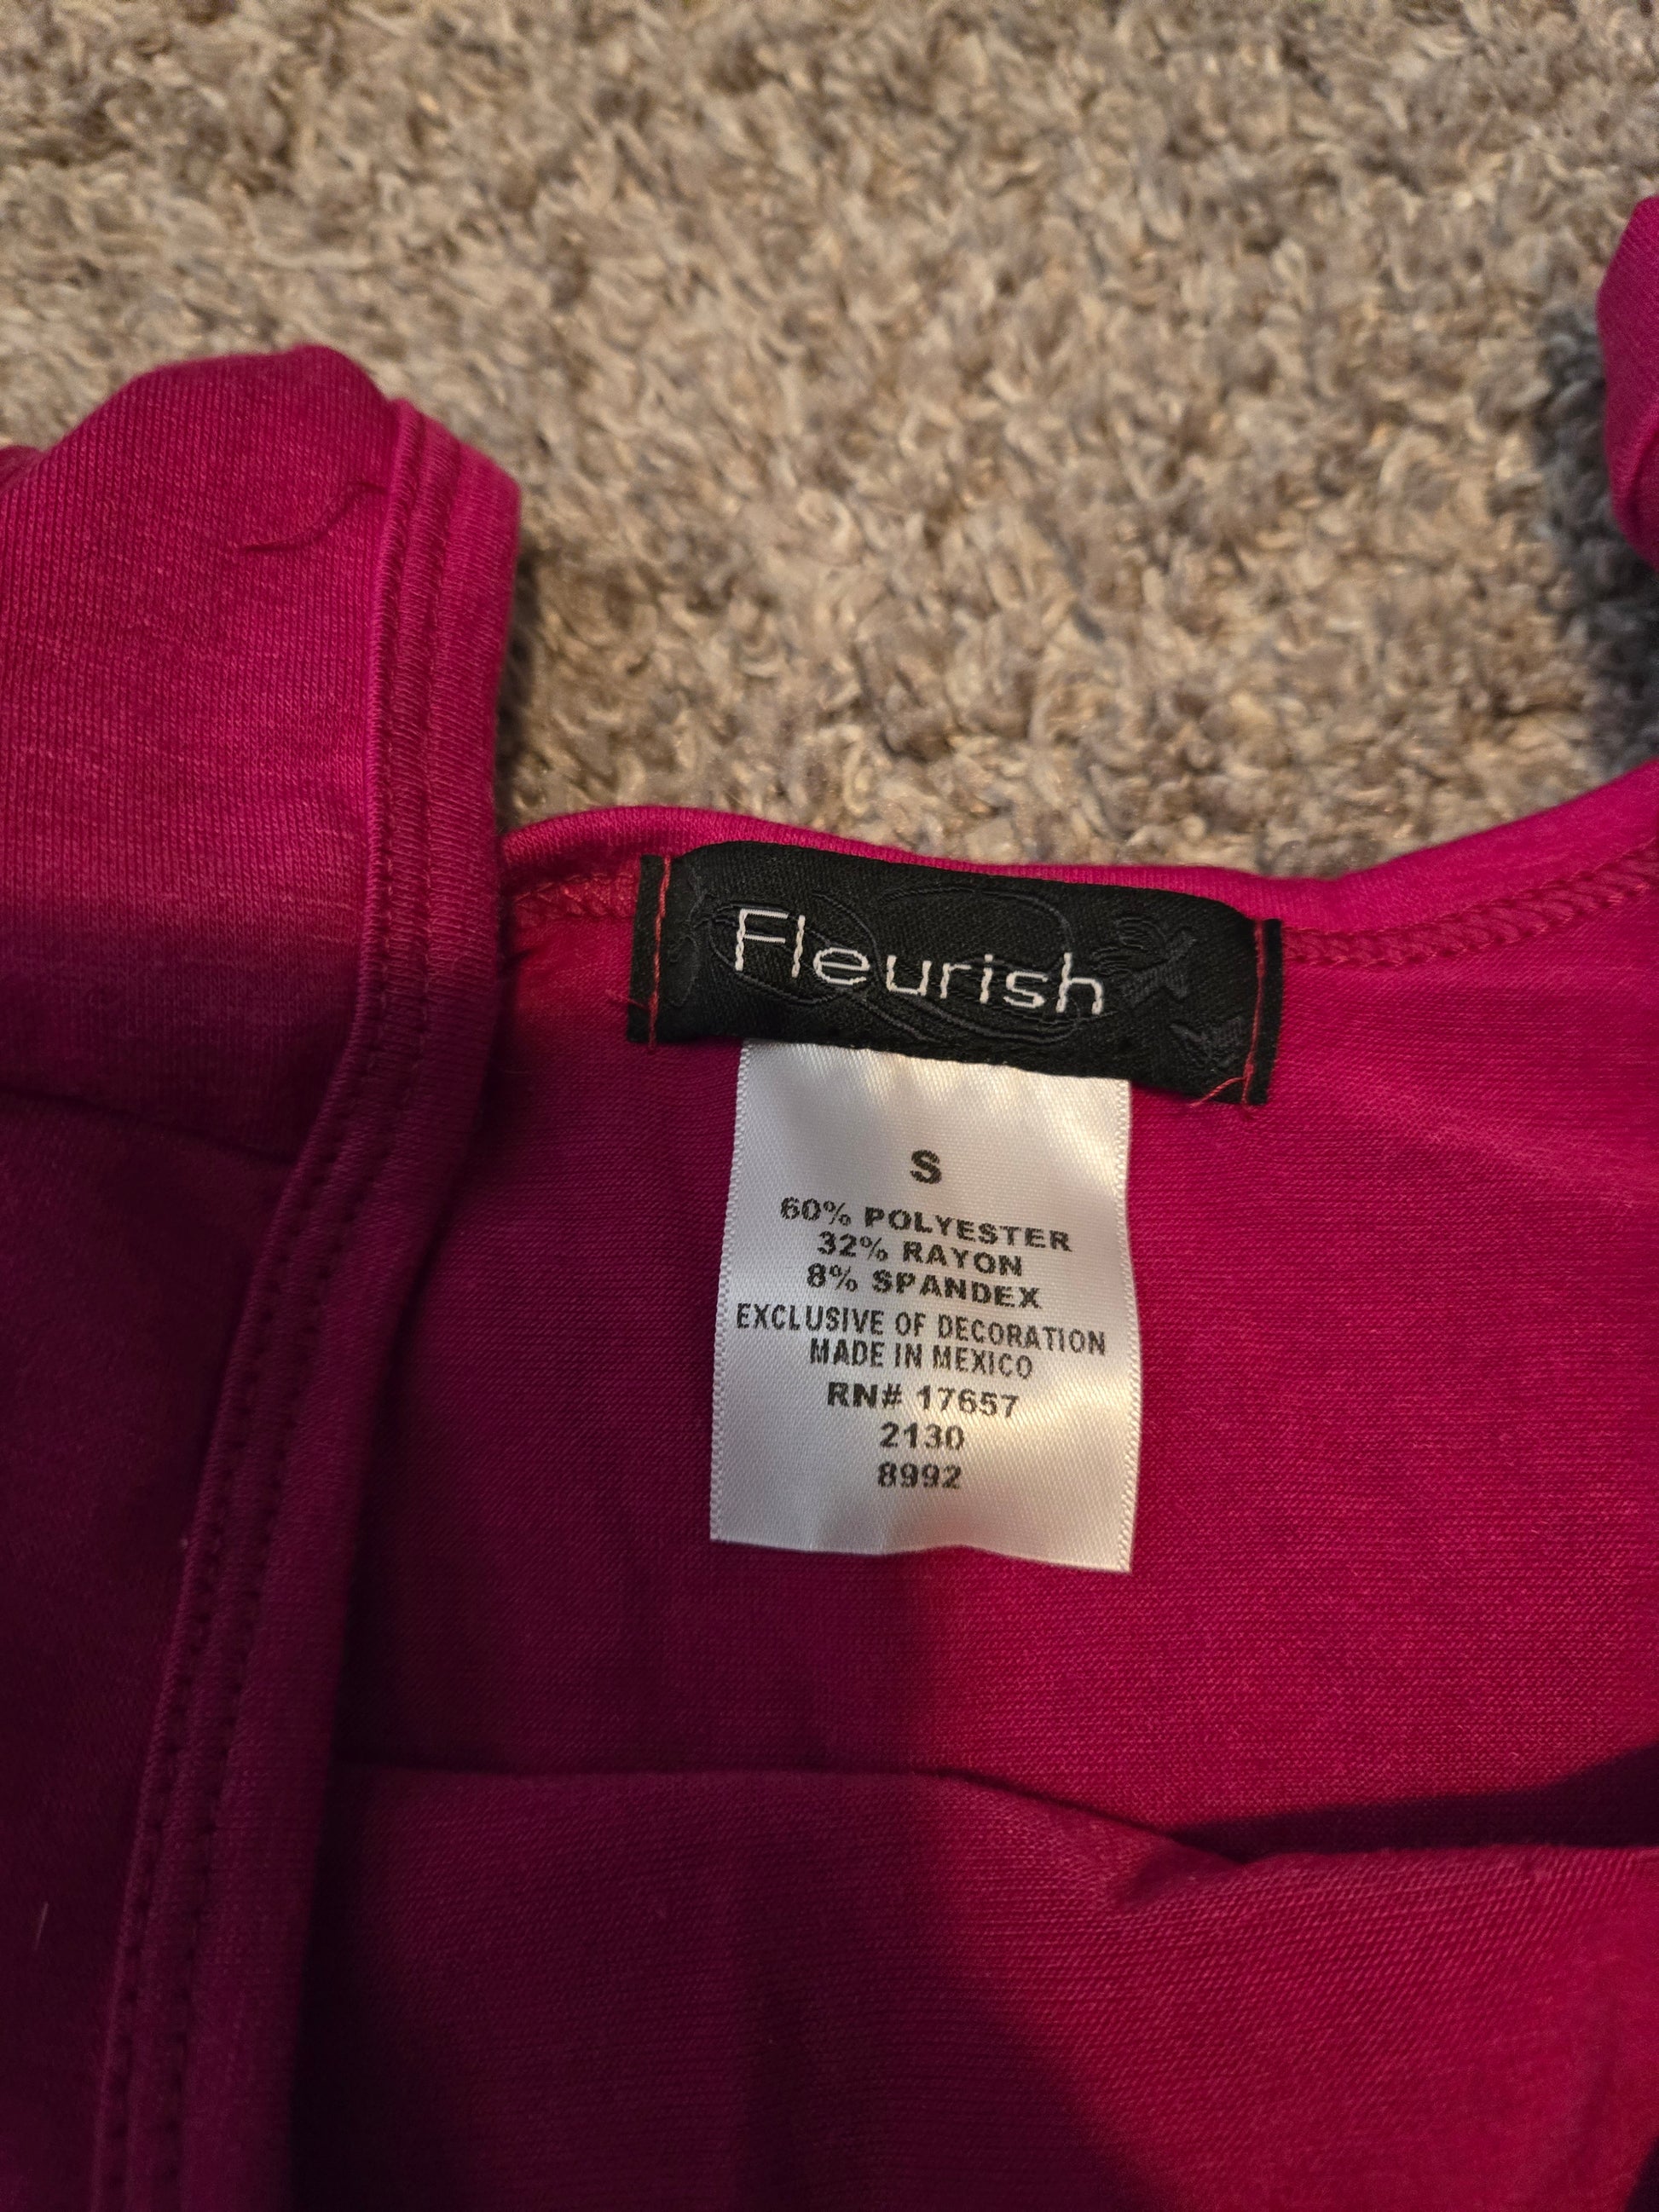 Fleurish
S
60% POLYESTER
32% RAYON
8% SPANDEX
EXCLUSIVE OF DECORATION
MADE IN MEXICO
RN# 17657
2130
8992